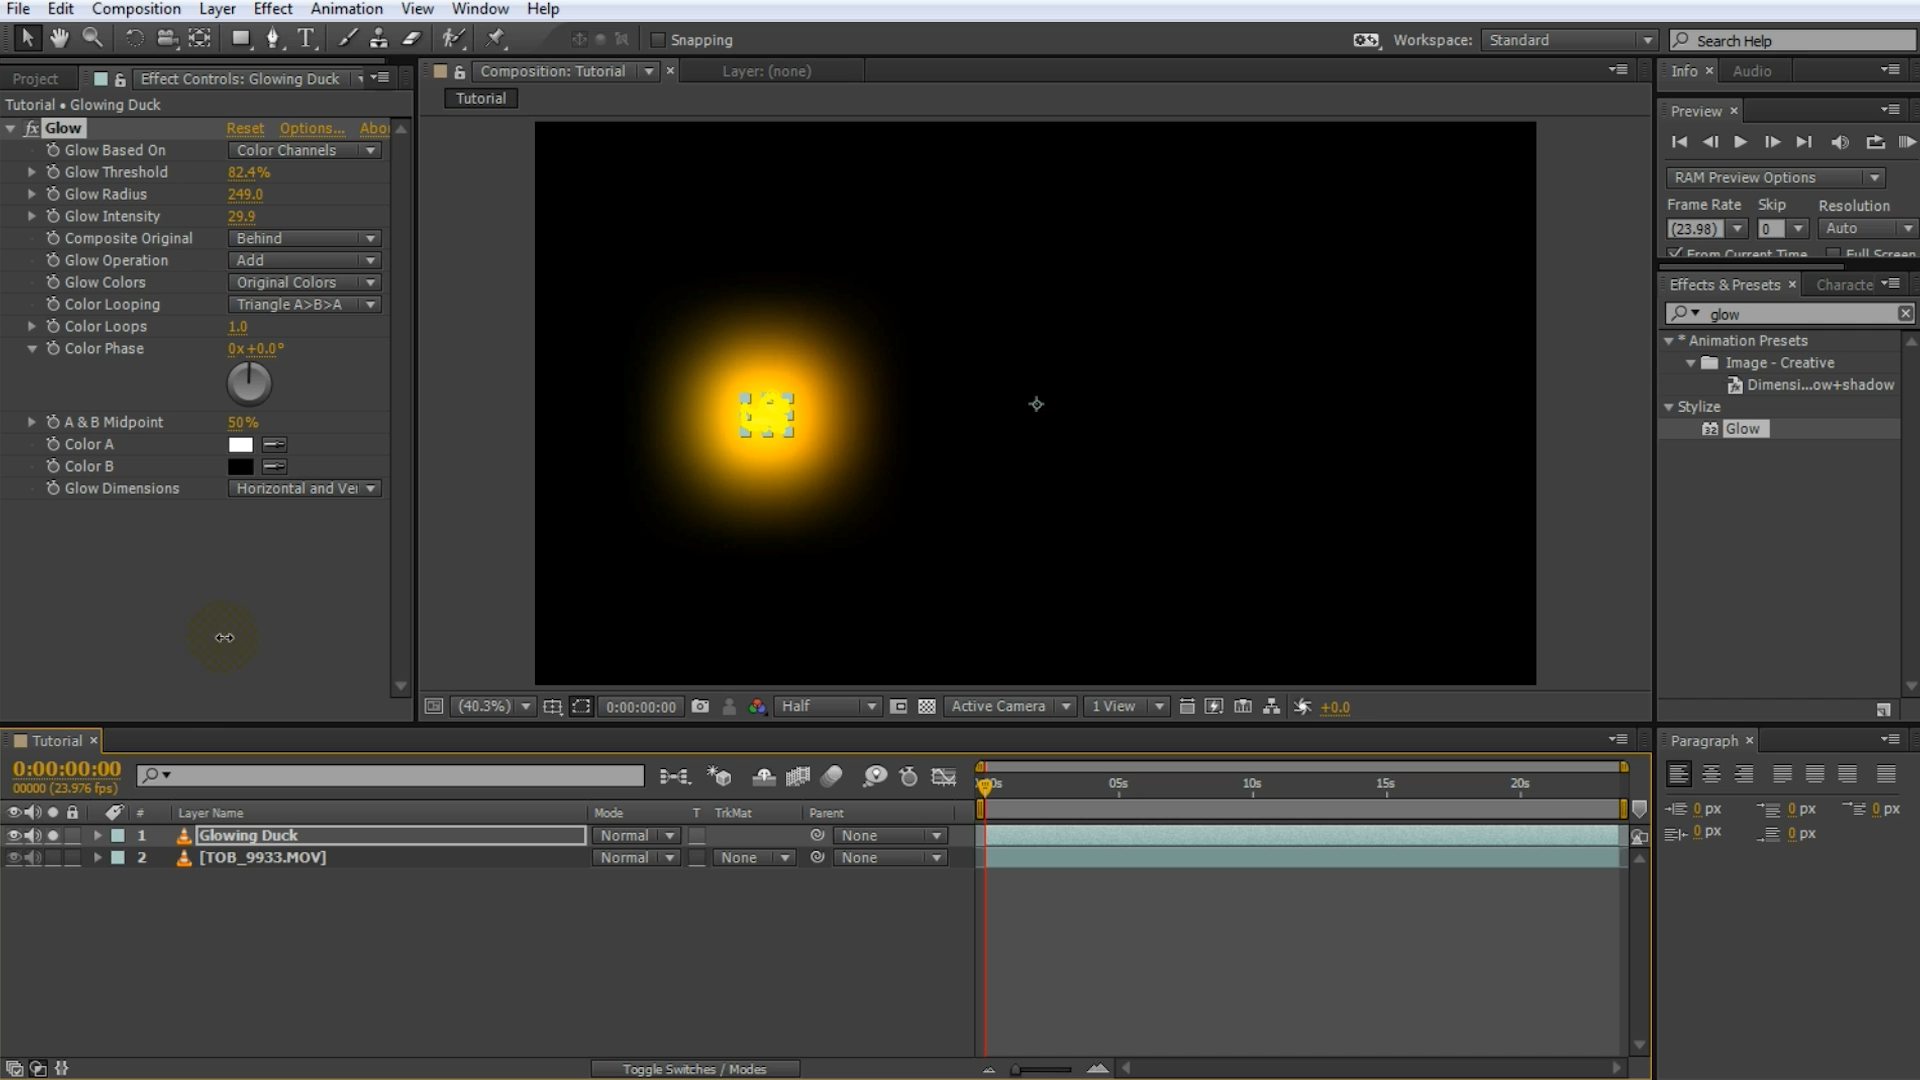 File Edit Composition Layer Effect Animation View Window Help
Snapping
Workspace: Standard
Search Help
Project
Effect Controls: Glowing Duck
Composition: Tutorial
Layer: (none)
Info
Audio
Tutorial • Glowing Duck
Tutorial
fx Glow Reset Options... Abo
Glow Based On Color Channels
Glow Threshold 82.4%
Glow Radius 249.0
Glow Intensity 29.9
Composite Original Behind
Glow Operation Add
Glow Colors Original Colors
Color Looping Triangle A>B>A
Color Loops 1.0
Color Phase 0x+0.0°
A & B Midpoint 50%
Color A
Color B
Glow Dimensions Horizontal and Ver
Preview
RAM Preview Options
Frame Rate Skip Resolution
(23.98) 0 Auto
From Current Time Full Screen
Effects & Presets
Characte
glow
* Animation Presets
Image - Creative
Dimensi...ow+shadow
Stylize
32 Glow
(40.3%) 0:00:00:00 Half Active Camera 1 View +0.0
Tutorial
0:00:00:00
00000 (23.976 fps)
# Layer Name Mode T TrkMat Parent
1 Glowing Duck Normal None
2 [TOB_9933.MOV] Normal None None
05s 10s 15s 20s
Toggle Switches / Modes
Paragraph
0 px 0 px 0 px
0 px 0 px